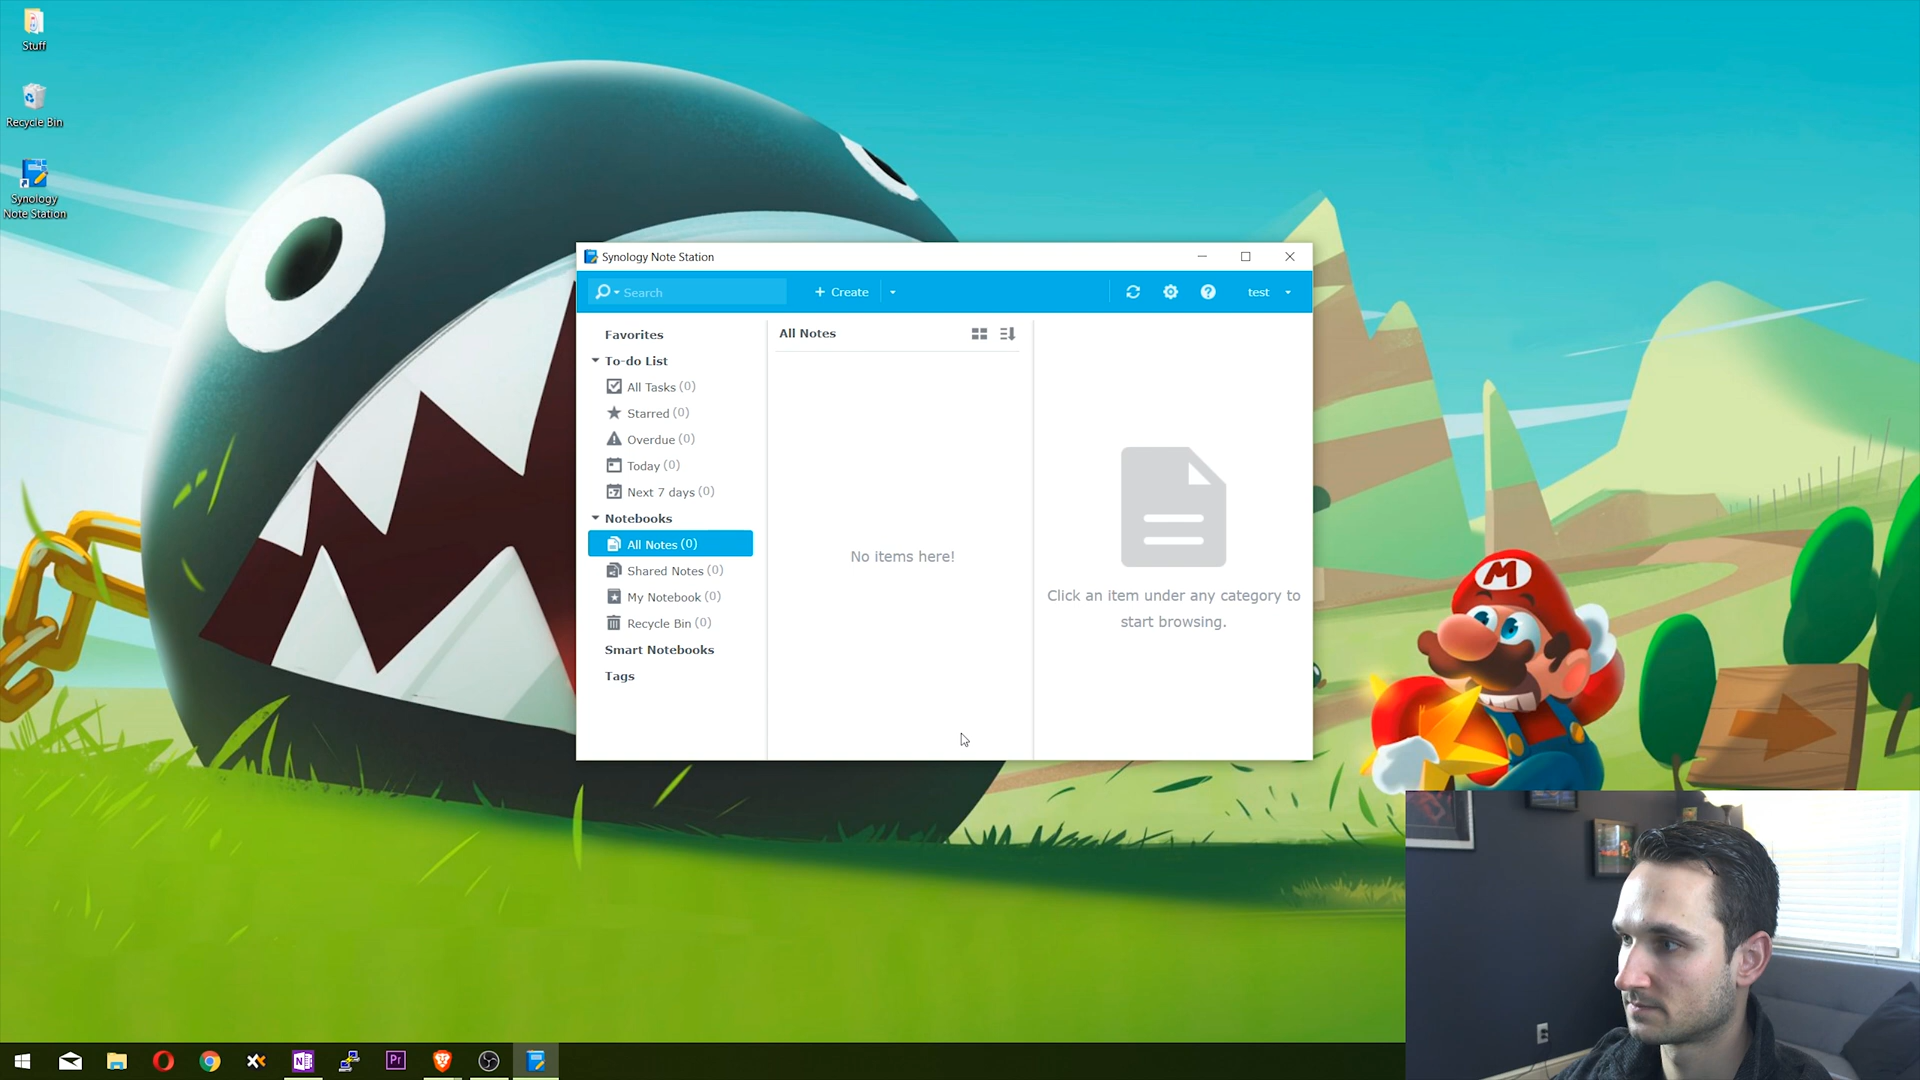 Stuff
Recycle Bin
Synology
Note Station
Synology Note Station
Search
+ Create
test
Favorites
To-do List
All Tasks (0)
Starred (0)
Overdue (0)
Today (0)
Next 7 days (0)
Notebooks
All Notes (0)
Shared Notes (0)
My Notebook (0)
Recycle Bin (0)
Smart Notebooks
Tags
All Notes
No items here!
Click an item under any category to
start browsing.
M
N
Pr